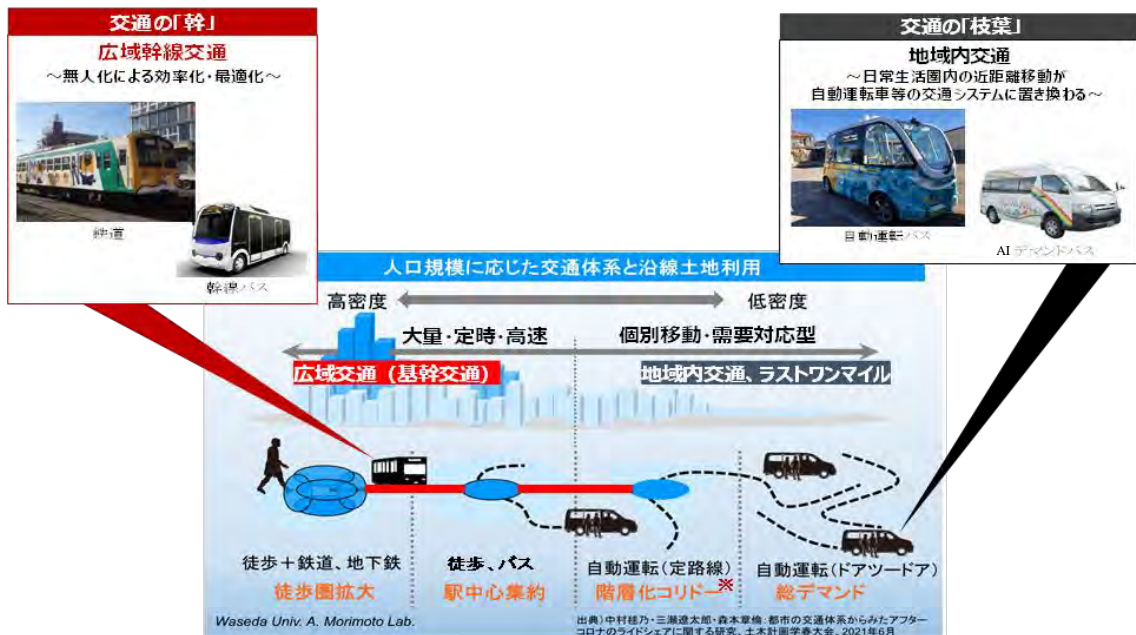 交通の「幹」
広域幹線交通
～無人化による効率化・最適化～
鉄道
幹線バス
交通の「枝葉」
地域内交通
～日常生活圏内の近距離移動が
自動運転車等の交通システムに置き換わる～
自動運転バス
AIデマンドバス
人口規模に応じた交通体系と沿線土地利用
高密度
低密度
大量・定時・高速
個別移動・需要対応型
広域交通（基幹交通）
地域内交通、ラストワンマイル
徒歩＋鉄道、地下鉄
徒歩圏拡大
徒歩、バス
駅中心集約
自動運転（定路線）
階層化コリドー※
自動運転（ドアツードア）
総デマンド
Waseda Univ. A. Morimoto Lab.
出典）中村桂乃・三瀬遼太郎・森本章倫：都市の交通体系からみたアフター
コロナのライドシェアに関する研究、土木計画学春大会、2021年6月